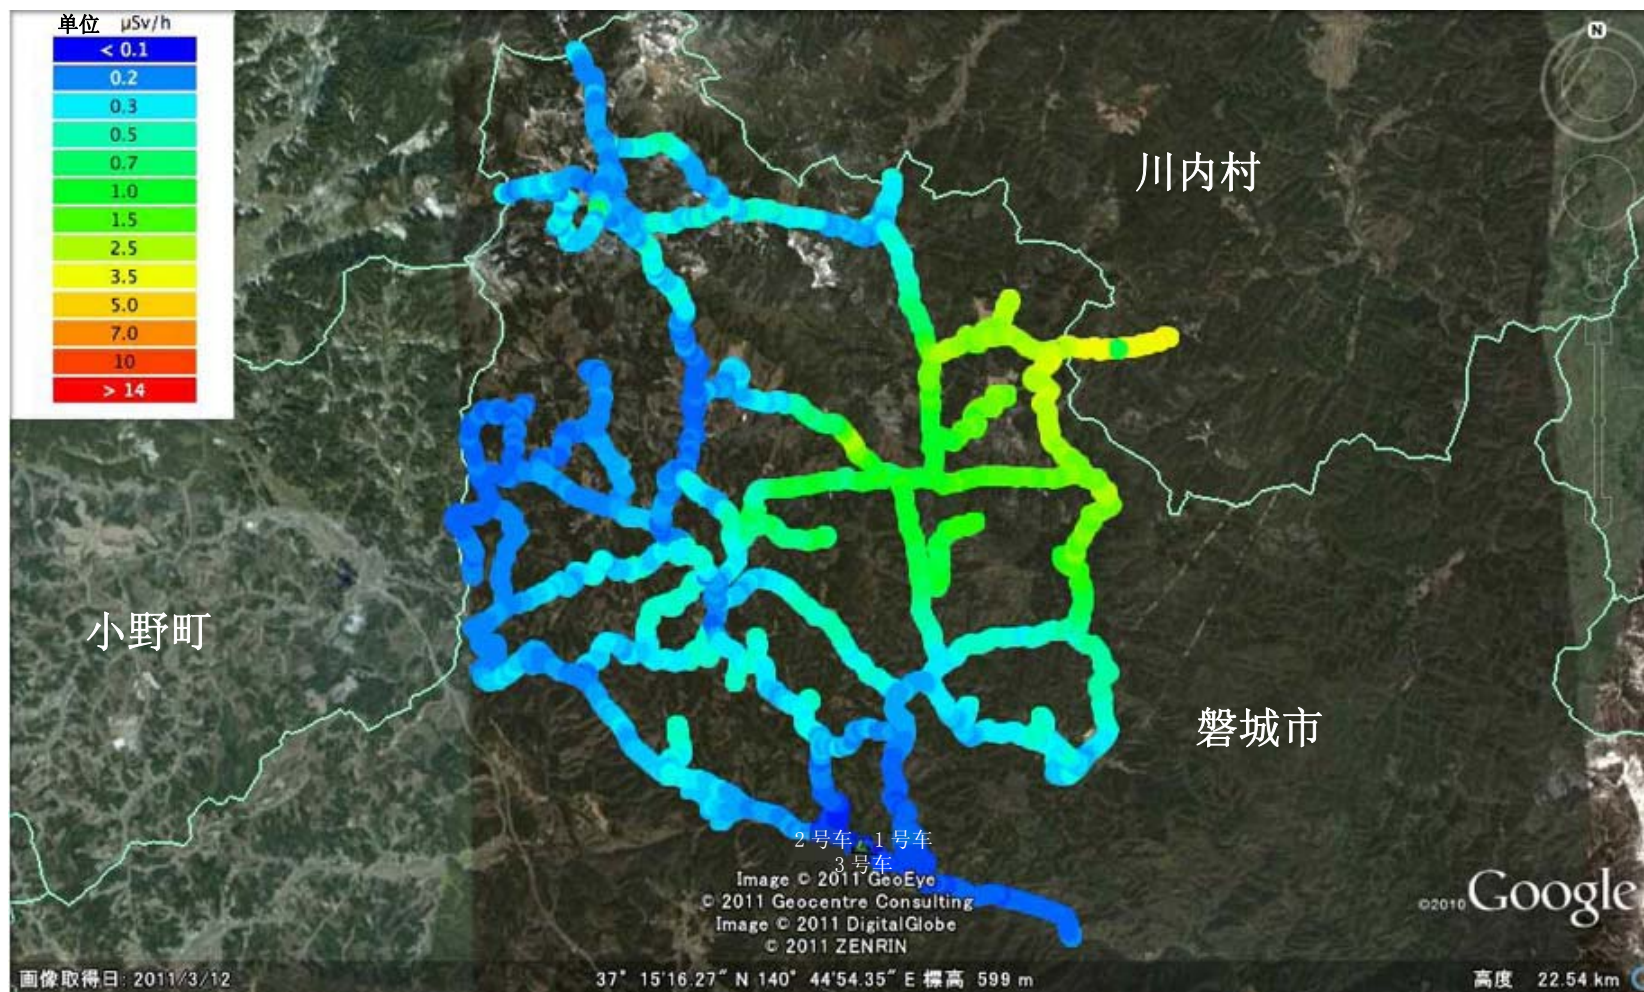 单位 μSv/h
< 0.1
0.2
0.3
0.5
0.7
1.0
1.5
2.5
3.5
5.0
7.0
10
> 14
N
川内村
小野町
磐城市
2号车 1号车
3号车
Image © 2011 GeoEye
© 2011 Geocentre Consulting
Image © 2011 DigitalGlobe
© 2011 ZENRIN
©2010 Google
画像取得日: 2011/3/12
37° 15'16.27" N 140° 44'54.35" E 標高 599 m
高度 22.54 km